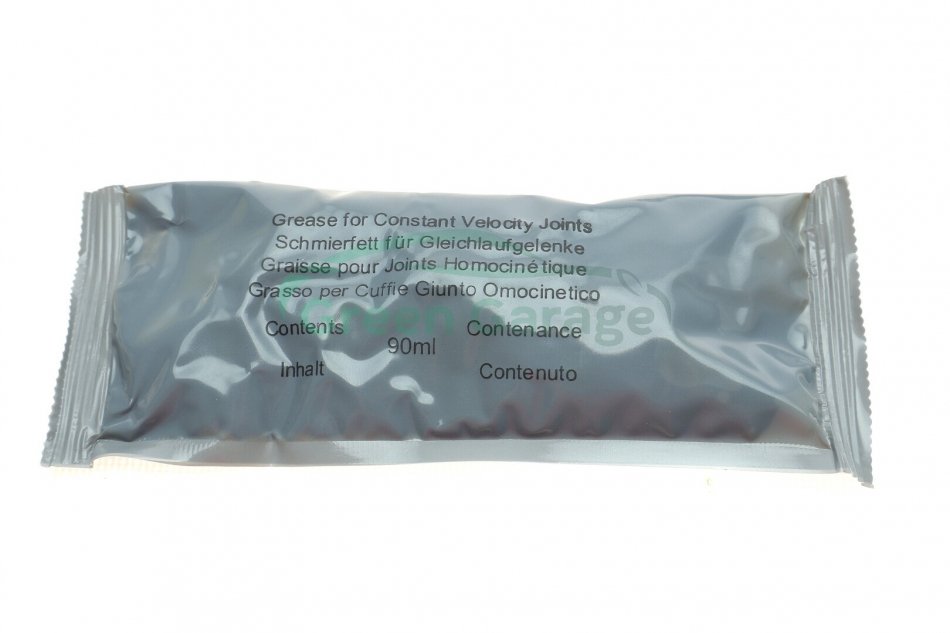 Grease for Constant Velocity Joints
Schmierfett für Gleichlaufgelenke
Graisse pour Joints Homocinétique
Grasso per Cuffie Giunto Omocinetico
Green Garage
Contents Contenance
90ml
Inhalt Contenuto